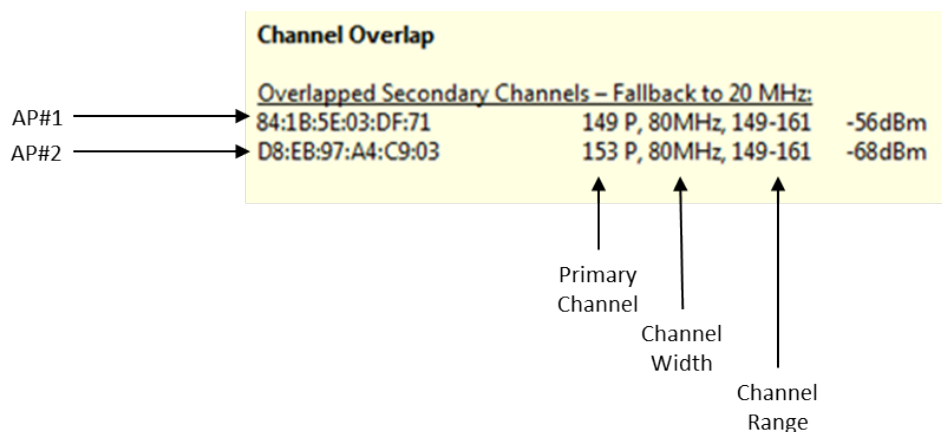 Channel Overlap
Overlapped Secondary Channels – Fallback to 20 MHz:
AP#1 84:1B:5E:03:DF:71 149 P, 80MHz, 149-161 -56dBm
AP#2 D8:EB:97:A4:C9:03 153 P, 80MHz, 149-161 -68dBm
Primary
Channel
Channel
Width
Channel
Range